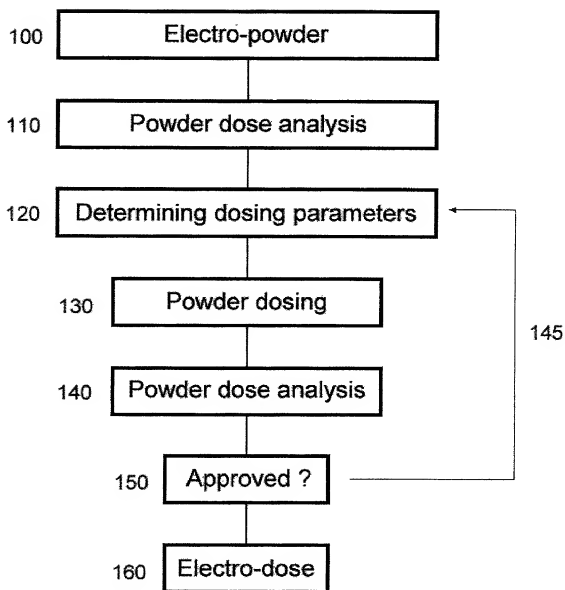 100 Electro-powder
110 Powder dose analysis
120 Determining dosing parameters
130 Powder dosing
145
140 Powder dose analysis
150 Approved ?
160 Electro-dose